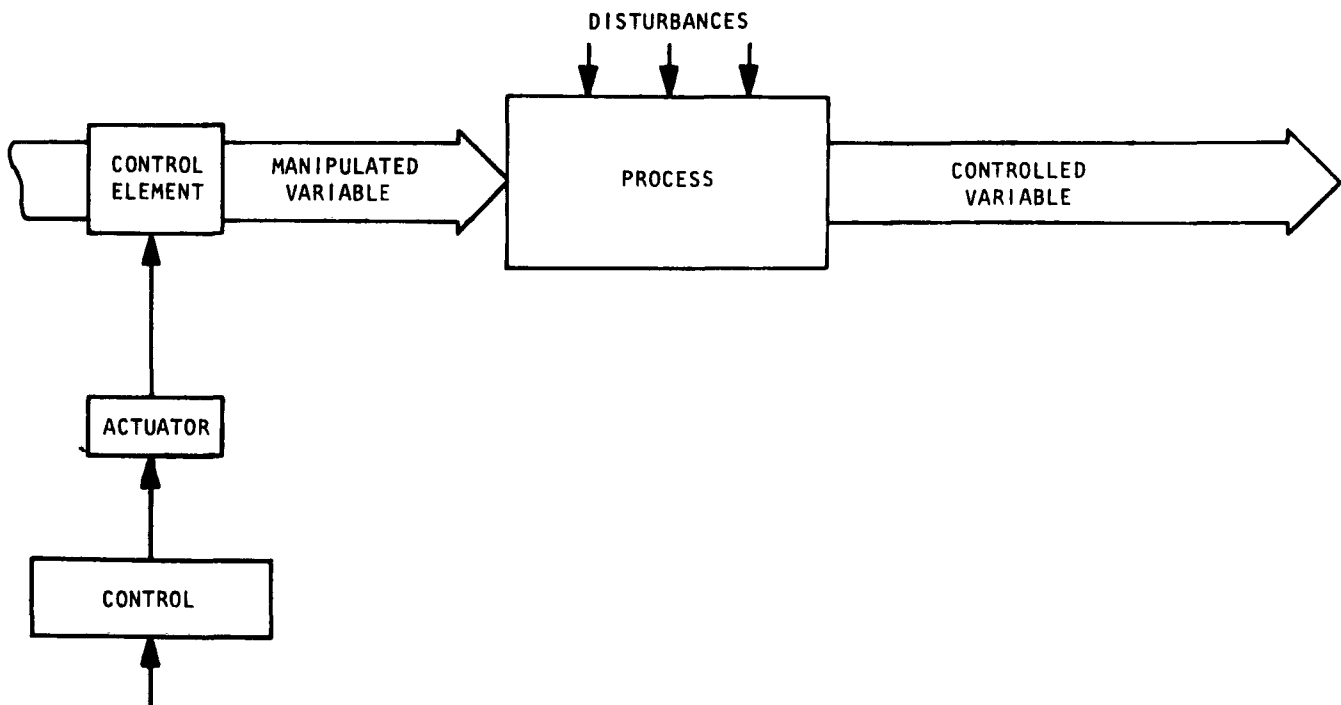 DISTURBANCES
CONTROL
ELEMENT
MANIPULATED
VARIABLE
PROCESS
CONTROLLED
VARIABLE
ACTUATOR
CONTROL